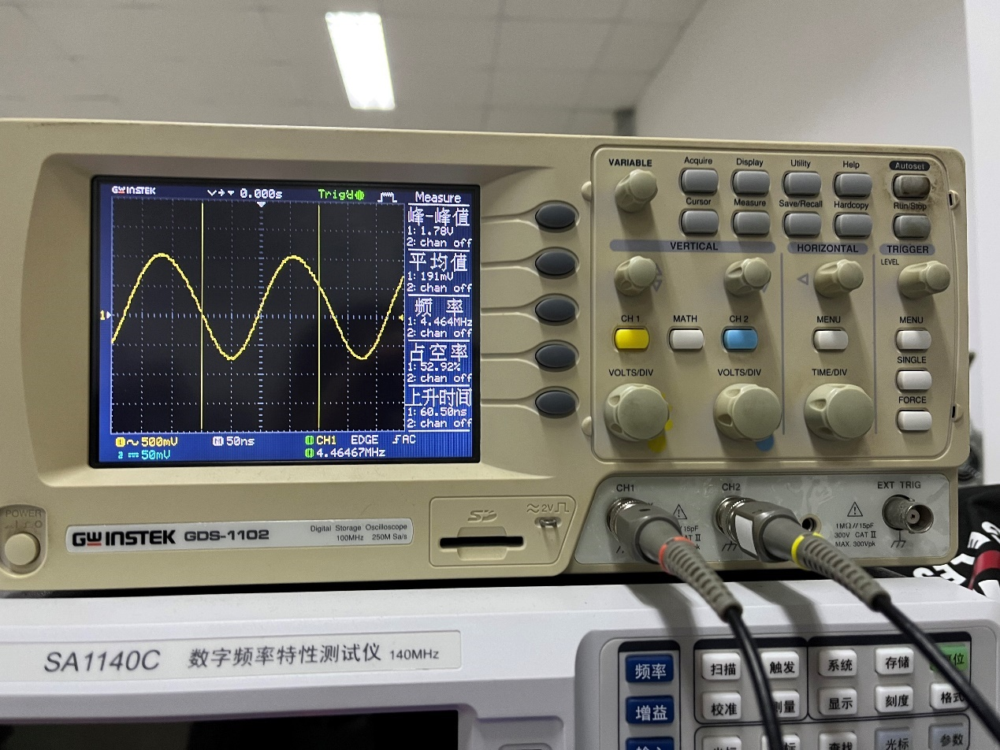 GWINSTEK
0.000s
Trig'd
Measure
峰-峰值
1: 1.78V
2: chan off
平均值
1: 191mV
2: chan off
频 率
1: 4.464MHz
2: chan off
占空率
1: 52.92%
2: chan off
上升时间
1: 60.50ns
2: chan off
1
1 500mV
M 50ns
CH1 EDGE AC
2 50mV
4.46467MHz
VARIABLE
Acquire
Display
Utility
Help
Autoset
Cursor
Measure
Save/Recall
Hardcopy
Run/Stop
VERTICAL
HORIZONTAL
TRIGGER
LEVEL
CH 1
MATH
CH 2
MENU
MENU
SINGLE
VOLTS/DIV
VOLTS/DIV
TIME/DIV
FORCE
CH1
CH2
EXT TRIG
15pF
CAT II
300Vpk
1MΩ//15pF
300V CAT II
MAX. 300Vpk
POWER
GWINSTEK GDS-1102
Digital Storage Oscilloscope
100MHz 250M Sa/s
SD
≈2V
SA1140C 数字频率特性测试仪 140MHz
频率
扫描
触发
系统
存储
复位
增益
校准
测量
显示
刻度
格式
光标
参数